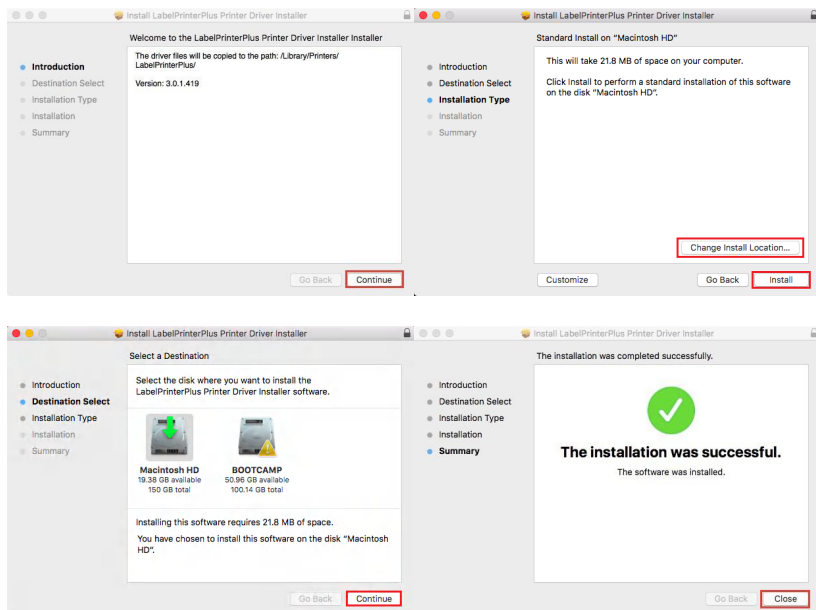 Install LabelPrinterPlus Printer Driver Installer
Welcome to the LabelPrinterPlus Printer Driver Installer Installer
Introduction
Destination Select
Installation Type
Installation
Summary
The driver files will be copied to the path: /Library/Printers/
LabelPrinterPlus/
Version: 3.0.1.419
Go Back
Continue
Install LabelPrinterPlus Printer Driver Installer
Standard Install on “Macintosh HD”
Introduction
Destination Select
Installation Type
Installation
Summary
This will take 21.8 MB of space on your computer.
Click Install to perform a standard installation of this software
on the disk “Macintosh HD”.
Change Install Location...
Customize
Go Back
Install
Install LabelPrinterPlus Printer Driver Installer
Select a Destination
Introduction
Destination Select
Installation Type
Installation
Summary
Select the disk where you want to install the
LabelPrinterPlus Printer Driver Installer software.
Macintosh HD
19.38 GB available
150 GB total
BOOTCAMP
50.96 GB available
100.14 GB total
Installing this software requires 21.8 MB of space.
You have chosen to install this software on the disk “Macintosh
HD”.
Go Back
Continue
Install LabelPrinterPlus Printer Driver Installer
The installation was completed successfully.
Introduction
Destination Select
Installation Type
Installation
Summary
The installation was successful.
The software was installed.
Go Back
Close